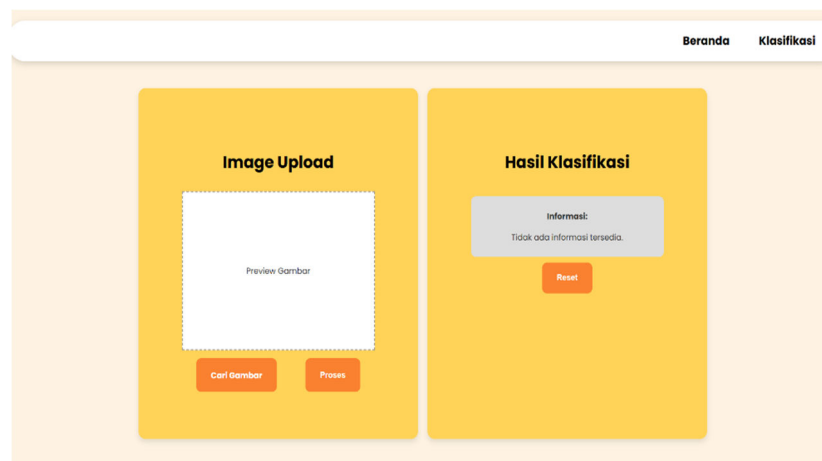 Beranda Klasifikasi
Image Upload
Preview Gambar
Cari Gambar Proses
Hasil Klasifikasi
Informasi:
Tidak ada informasi tersedia.
Reset